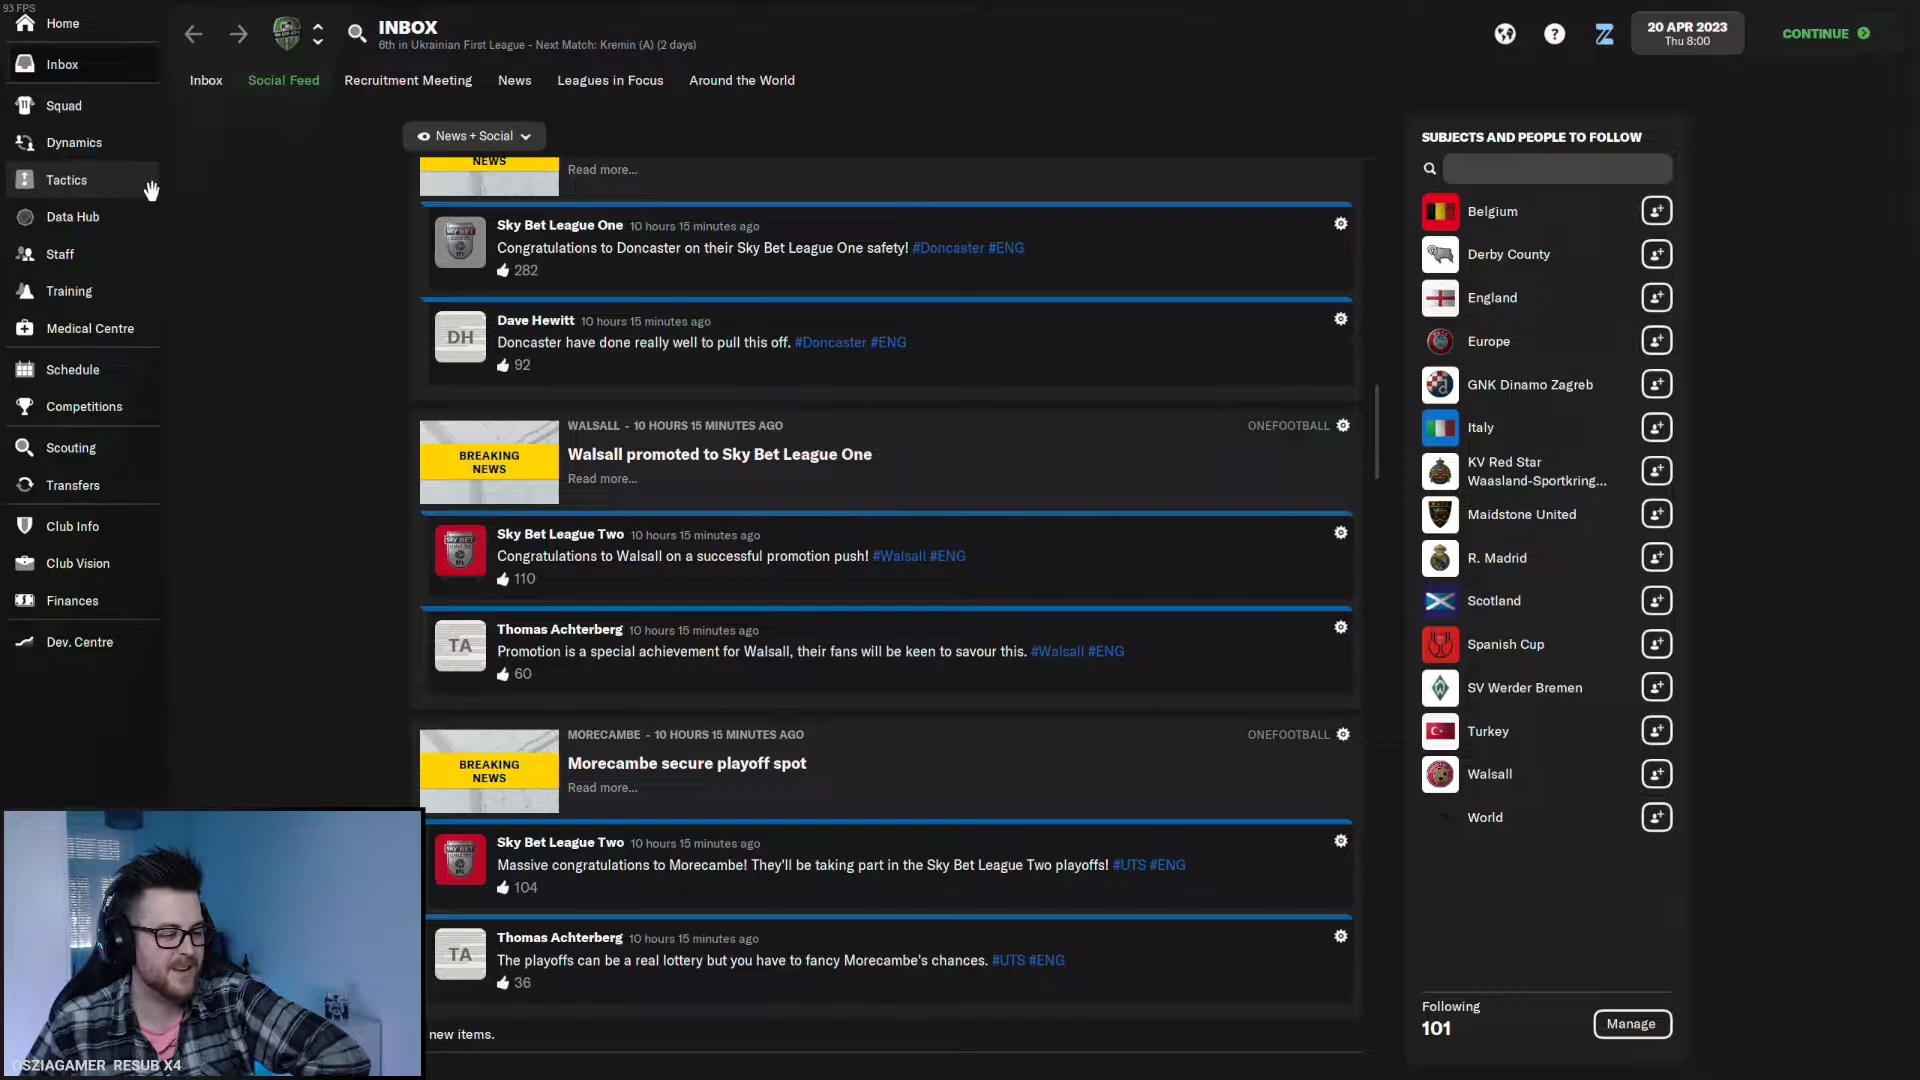 93 FPS
Home
Inbox
Squad
Dynamics
Tactics
Data Hub
Staff
Training
Medical Centre
Schedule
Competitions
Scouting
Transfers
Club Info
Club Vision
Finances
Dev. Centre
INBOX
6th in Ukrainian First League - Next Match: Kremin (A) (2 days)
20 APR 2023
Thu 8:00
CONTINUE
Inbox
Social Feed
Recruitment Meeting
News
Leagues in Focus
Around the World
News + Social
NEWS
Read more...
Sky Bet League One 10 hours 15 minutes ago
Congratulations to Doncaster on their Sky Bet League One safety! #Doncaster #ENG
282
DH
Dave Hewitt 10 hours 15 minutes ago
Doncaster have done really well to pull this off. #Doncaster #ENG
92
BREAKING
NEWS
WALSALL - 10 HOURS 15 MINUTES AGO
ONEFOOTBALL
Walsall promoted to Sky Bet League One
Read more...
Sky Bet League Two 10 hours 15 minutes ago
Congratulations to Walsall on a successful promotion push! #Walsall #ENG
110
TA
Thomas Achterberg 10 hours 15 minutes ago
Promotion is a special achievement for Walsall, their fans will be keen to savour this. #Walsall #ENG
60
BREAKING
NEWS
MORECAMBE - 10 HOURS 15 MINUTES AGO
ONEFOOTBALL
Morecambe secure playoff spot
Read more...
Sky Bet League Two 10 hours 15 minutes ago
Massive congratulations to Morecambe! They'll be taking part in the Sky Bet League Two playoffs! #UTS #ENG
104
TA
Thomas Achterberg 10 hours 15 minutes ago
The playoffs can be a real lottery but you have to fancy Morecambe's chances. #UTS #ENG
36
new items.
SUBJECTS AND PEOPLE TO FOLLOW
Belgium
Derby County
England
Europe
GNK Dinamo Zagreb
Italy
KV Red Star
Waasland-Sportkring...
Maidstone United
R. Madrid
Scotland
Spanish Cup
SV Werder Bremen
Turkey
Walsall
World
Following
101
Manage
OSZIAGAMER RESUB X4